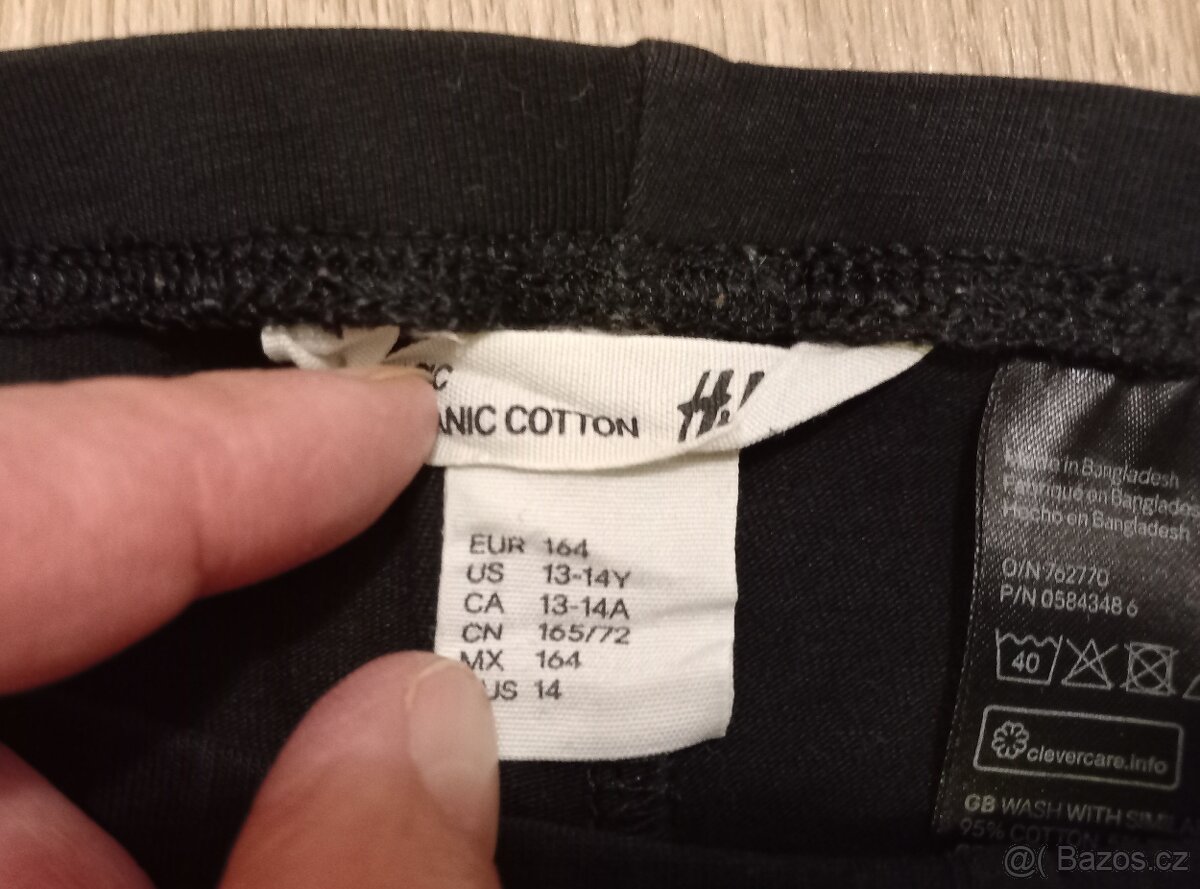 ANIC COTTON
H&
EUR 164
US 13-14Y
CA 13-14A
CN 165/72
MX 164
US 14
Made in Bangladesh
Fabriqué en Banglades
Hecho en Bangladesh
O/N 762770
P/N 0584348 6
40
clevercare.info
GB WASH WITH SIMILA
95% COTTON
@( Bazos.cz